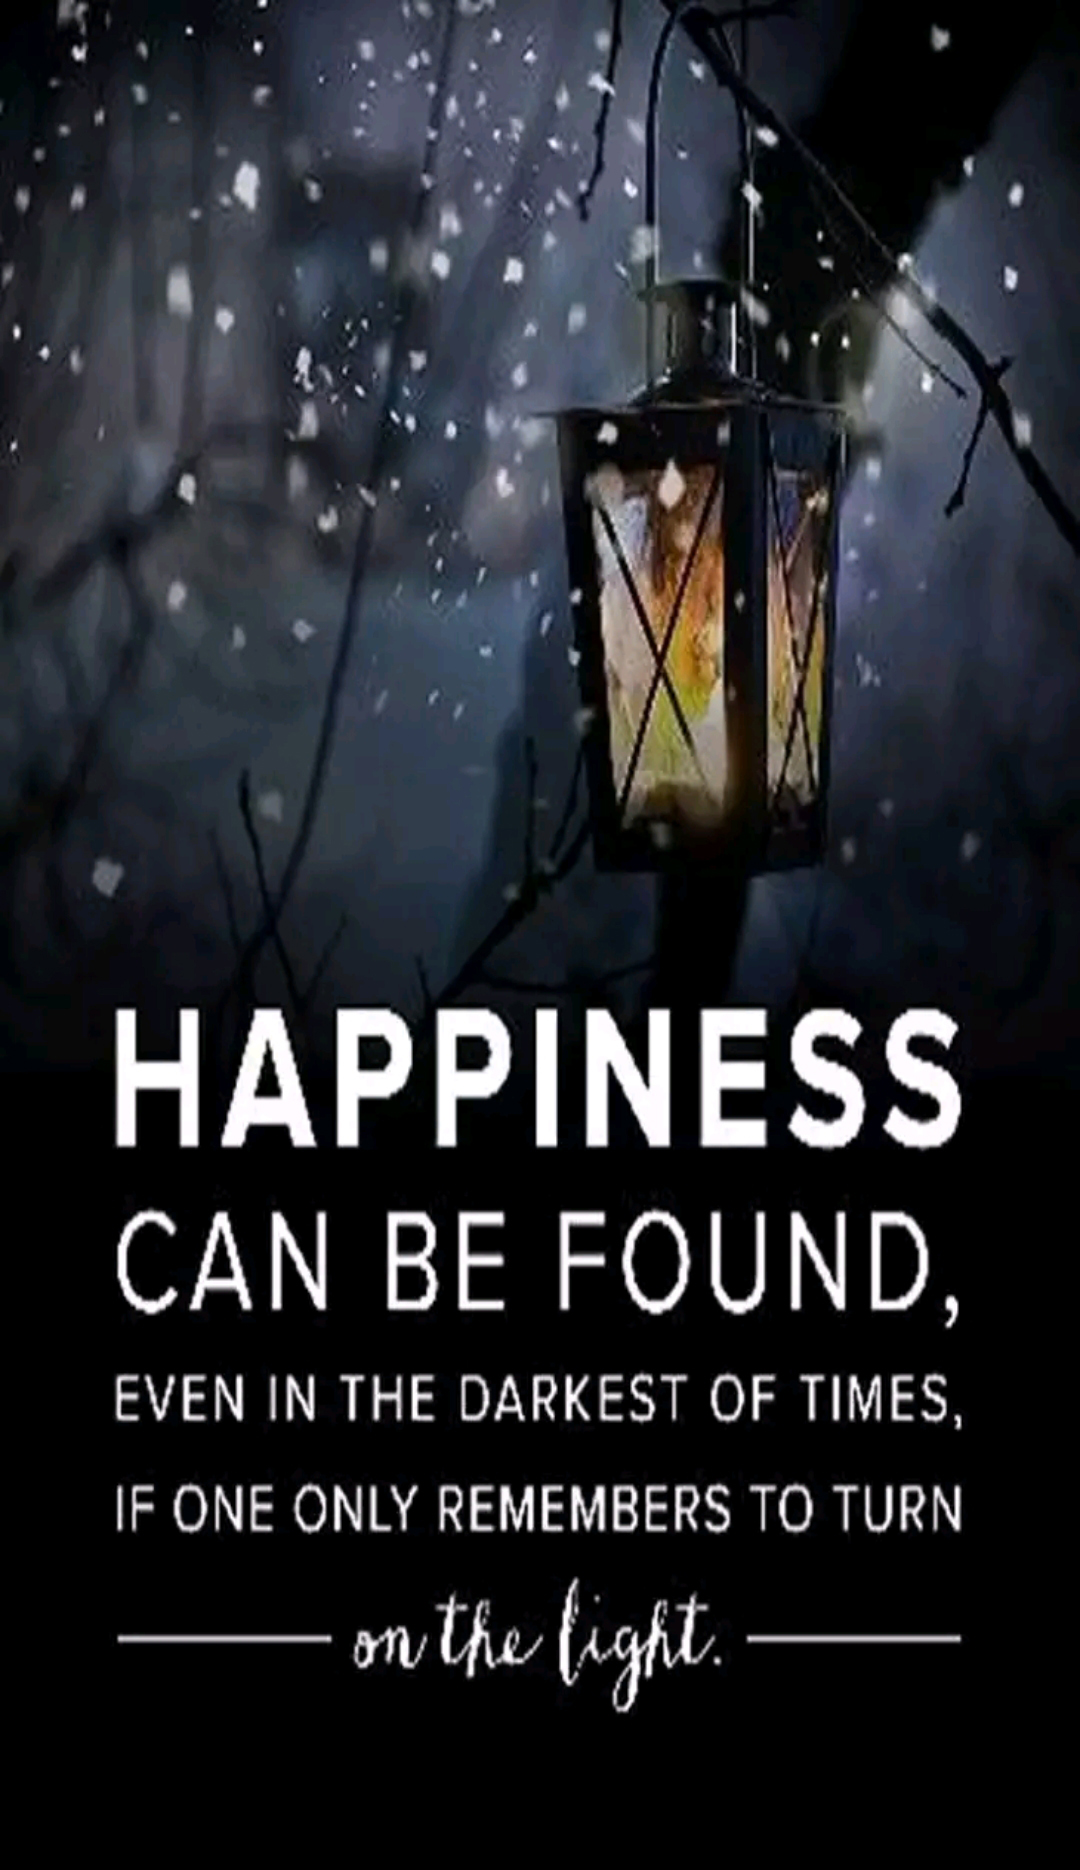 HAPPINESS
CAN BE FOUND,
EVEN IN THE DARKEST OF TIMES,
IF ONE ONLY REMEMBERS TO TURN
on the light.